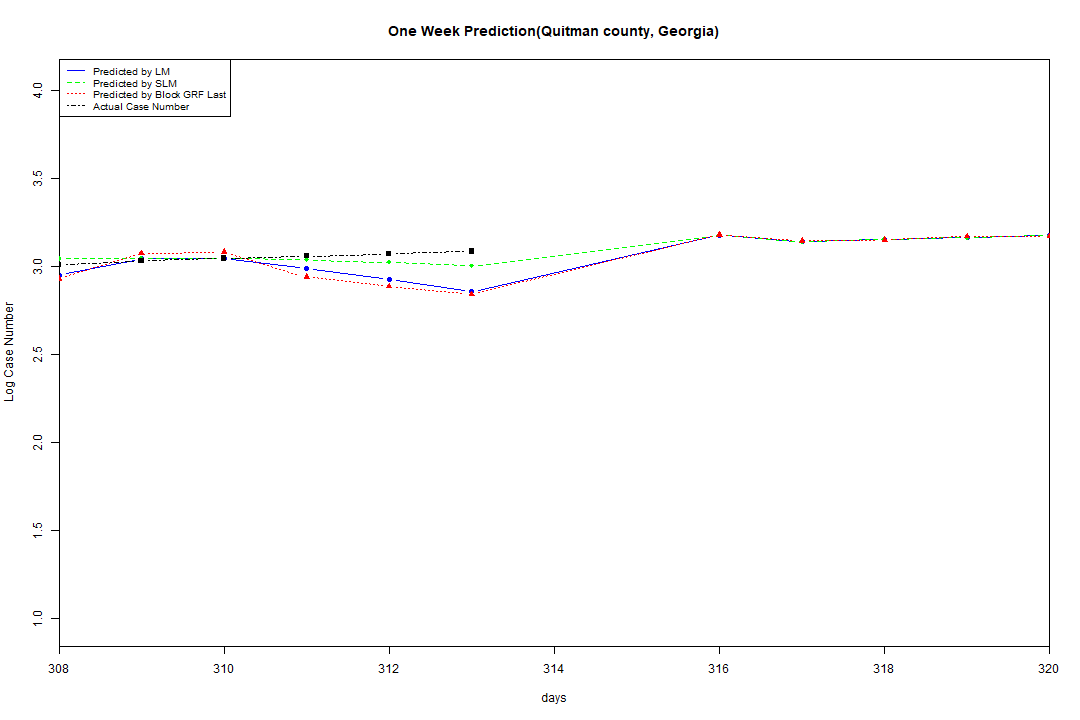 One Week Prediction(Quitman county, Georgia)
Predicted by LM
Predicted by SLM
Predicted by Block GRF Last
Actual Case Number
4.0
3.5
3.0
2.5
2.0
1.5
1.0
Log Case Number
308 310 312 314 316 318 320
days